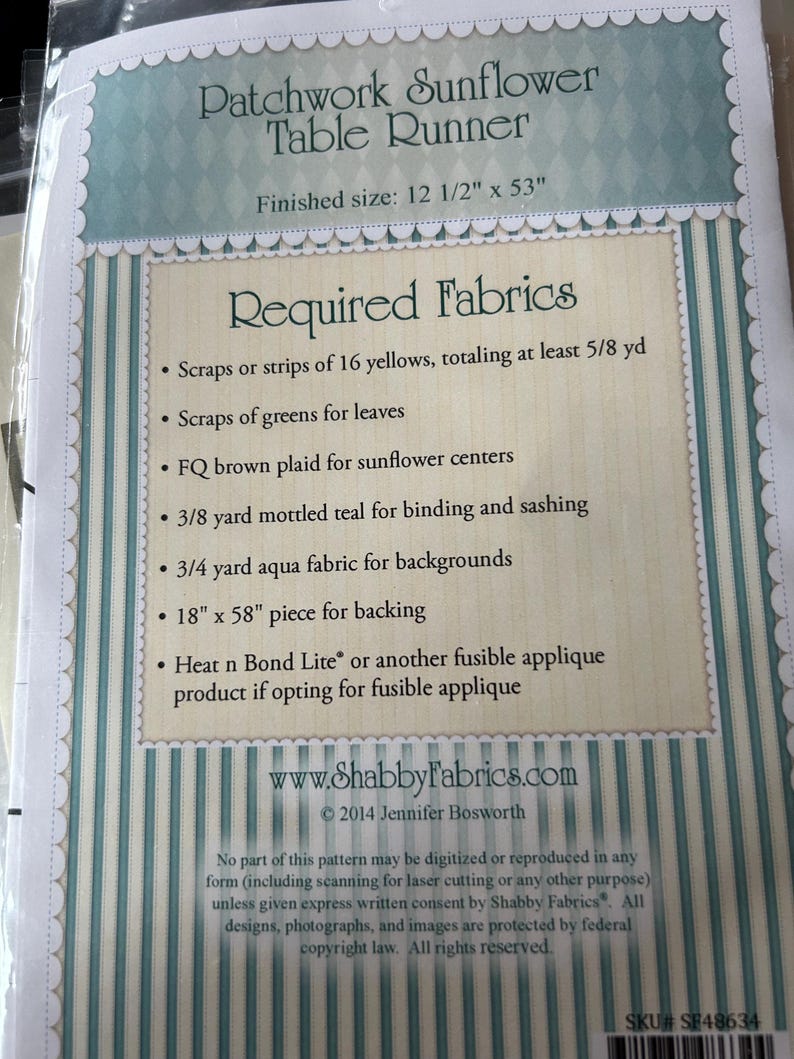 Patchwork Sunflower
Table Runner
Finished size: 12 1/2" x 53"
Required Fabrics
• Scraps or strips of 16 yellows, totaling at least 5/8 yd
• Scraps of greens for leaves
• FQ brown plaid for sunflower centers
• 3/8 yard mottled teal for binding and sashing
• 3/4 yard aqua fabric for backgrounds
• 18" x 58" piece for backing
• Heat n Bond Lite® or another fusible applique
product if opting for fusible applique
www.ShabbyFabrics.com
© 2014 Jennifer Bosworth
No part of this pattern may be digitized or reproduced in any
form (including scanning for laser cutting or any other purpose)
unless given express written consent by Shabby Fabrics®. All
designs, photographs, and images are protected by federal
copyright law. All rights reserved.
SKU# SF48634